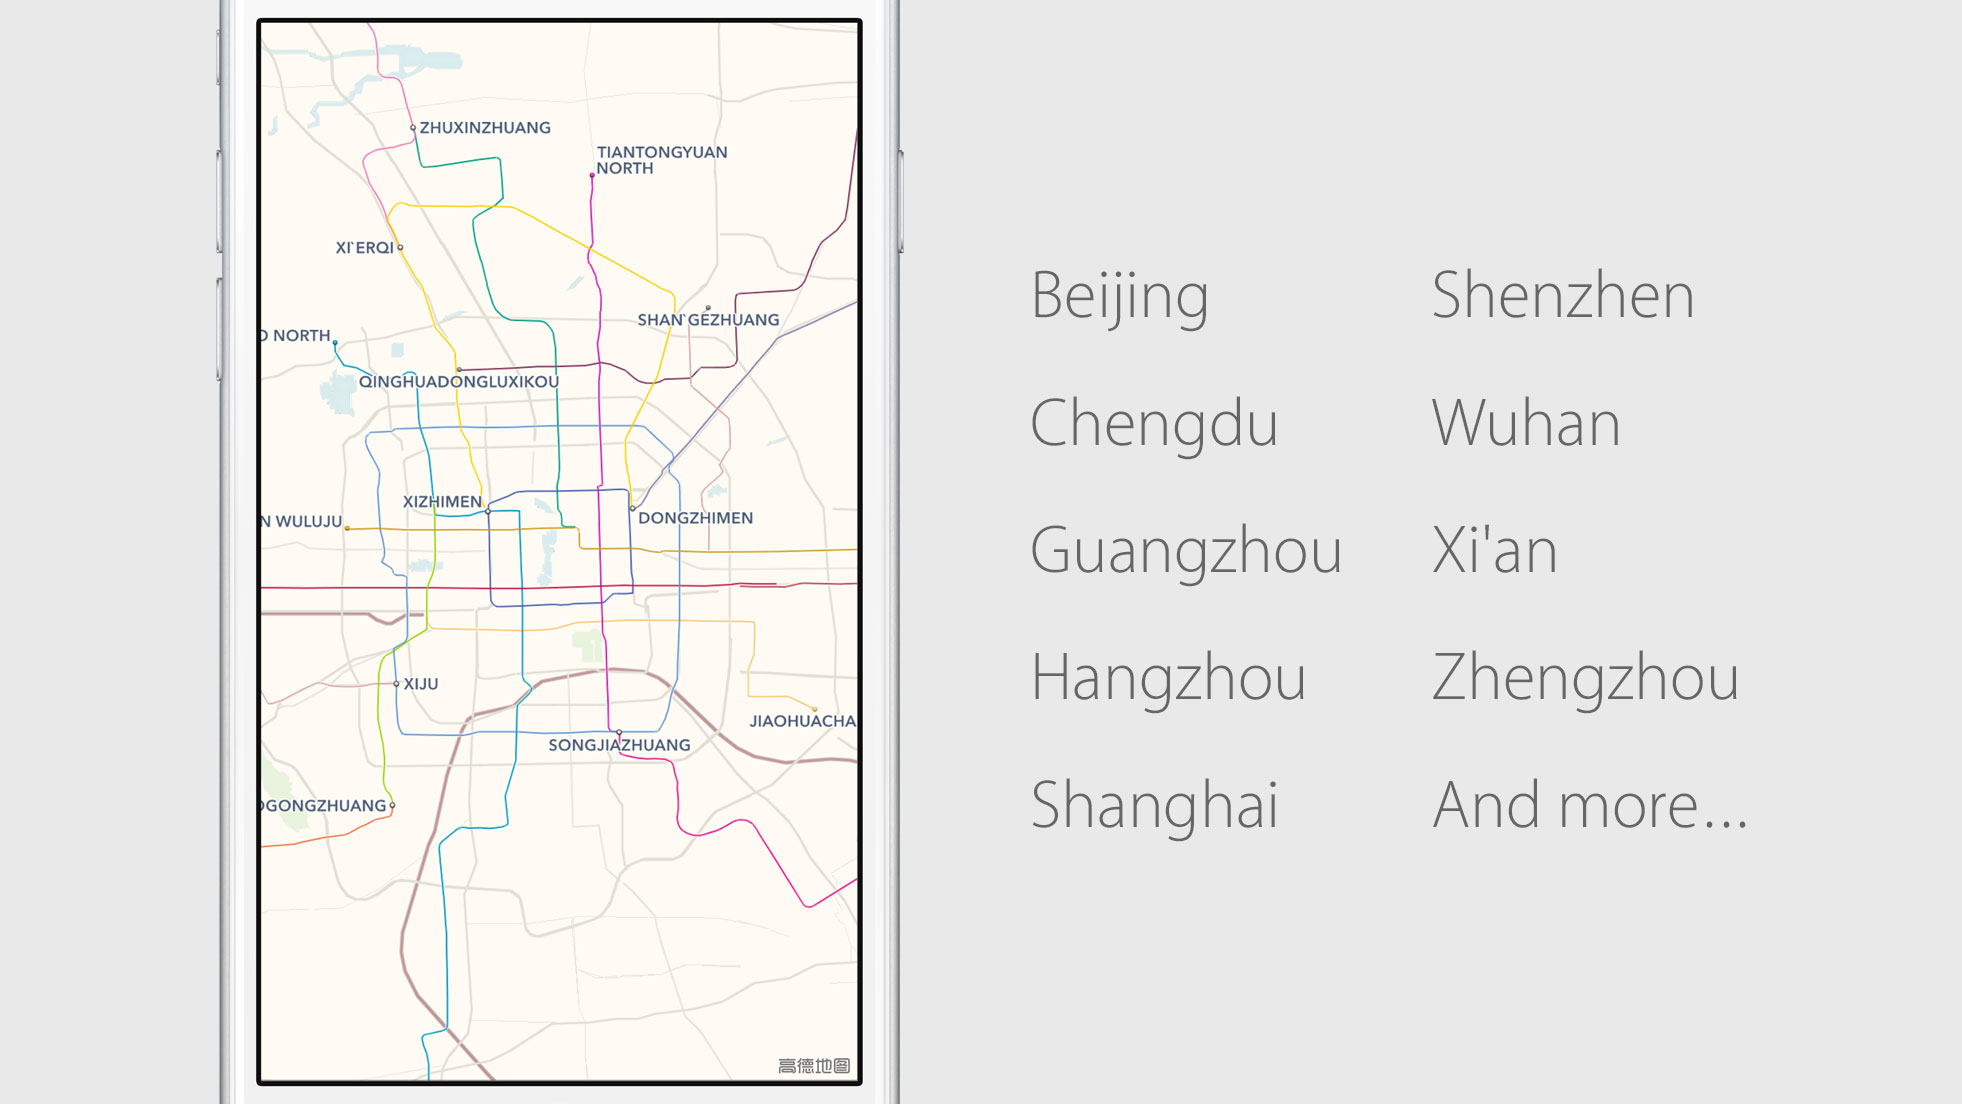 ZHUXINZHUANG
TIANTONGYUAN
NORTH
XI`ERQI
SHAN`GEZHUANG
NORTH
QINGHUADONGLUXIKOU
XIZHIMEN
DONGZHIMEN
N WULUJU
XIJU
JIAOHUACHA
SONGJIAZHUANG
GONGZHUANG
高德地图
Beijing
Shenzhen
Chengdu
Wuhan
Guangzhou
Xi'an
Hangzhou
Zhengzhou
Shanghai
And more...